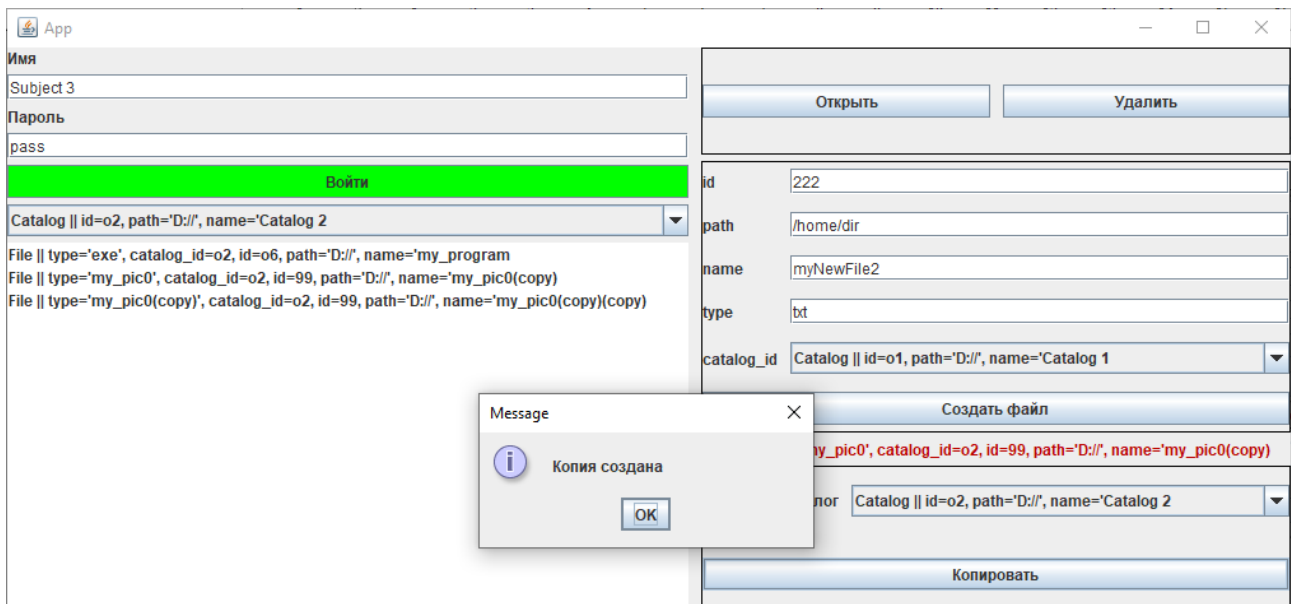 App
Имя
Subject 3
Пароль
pass
Войти
Catalog || id=o2, path='D://', name='Catalog 2
File || type='exe', catalog_id=o2, id=o6, path='D://', name='my_program
File || type='my_pic0', catalog_id=o2, id=99, path='D://', name='my_pic0(copy)
File || type='my_pic0(copy)', catalog_id=o2, id=99, path='D://', name='my_pic0(copy)(copy)
Открыть Удалить
id 222
path /home/dir
name myNewFile2
type txt
catalog_id Catalog || id=o1, path='D://', name='Catalog 1
Создать файл
my_pic0', catalog_id=o2, id=99, path='D://', name='my_pic0(copy)
лог Catalog || id=o2, path='D://', name='Catalog 2
Копировать
Message
Копия создана
OK